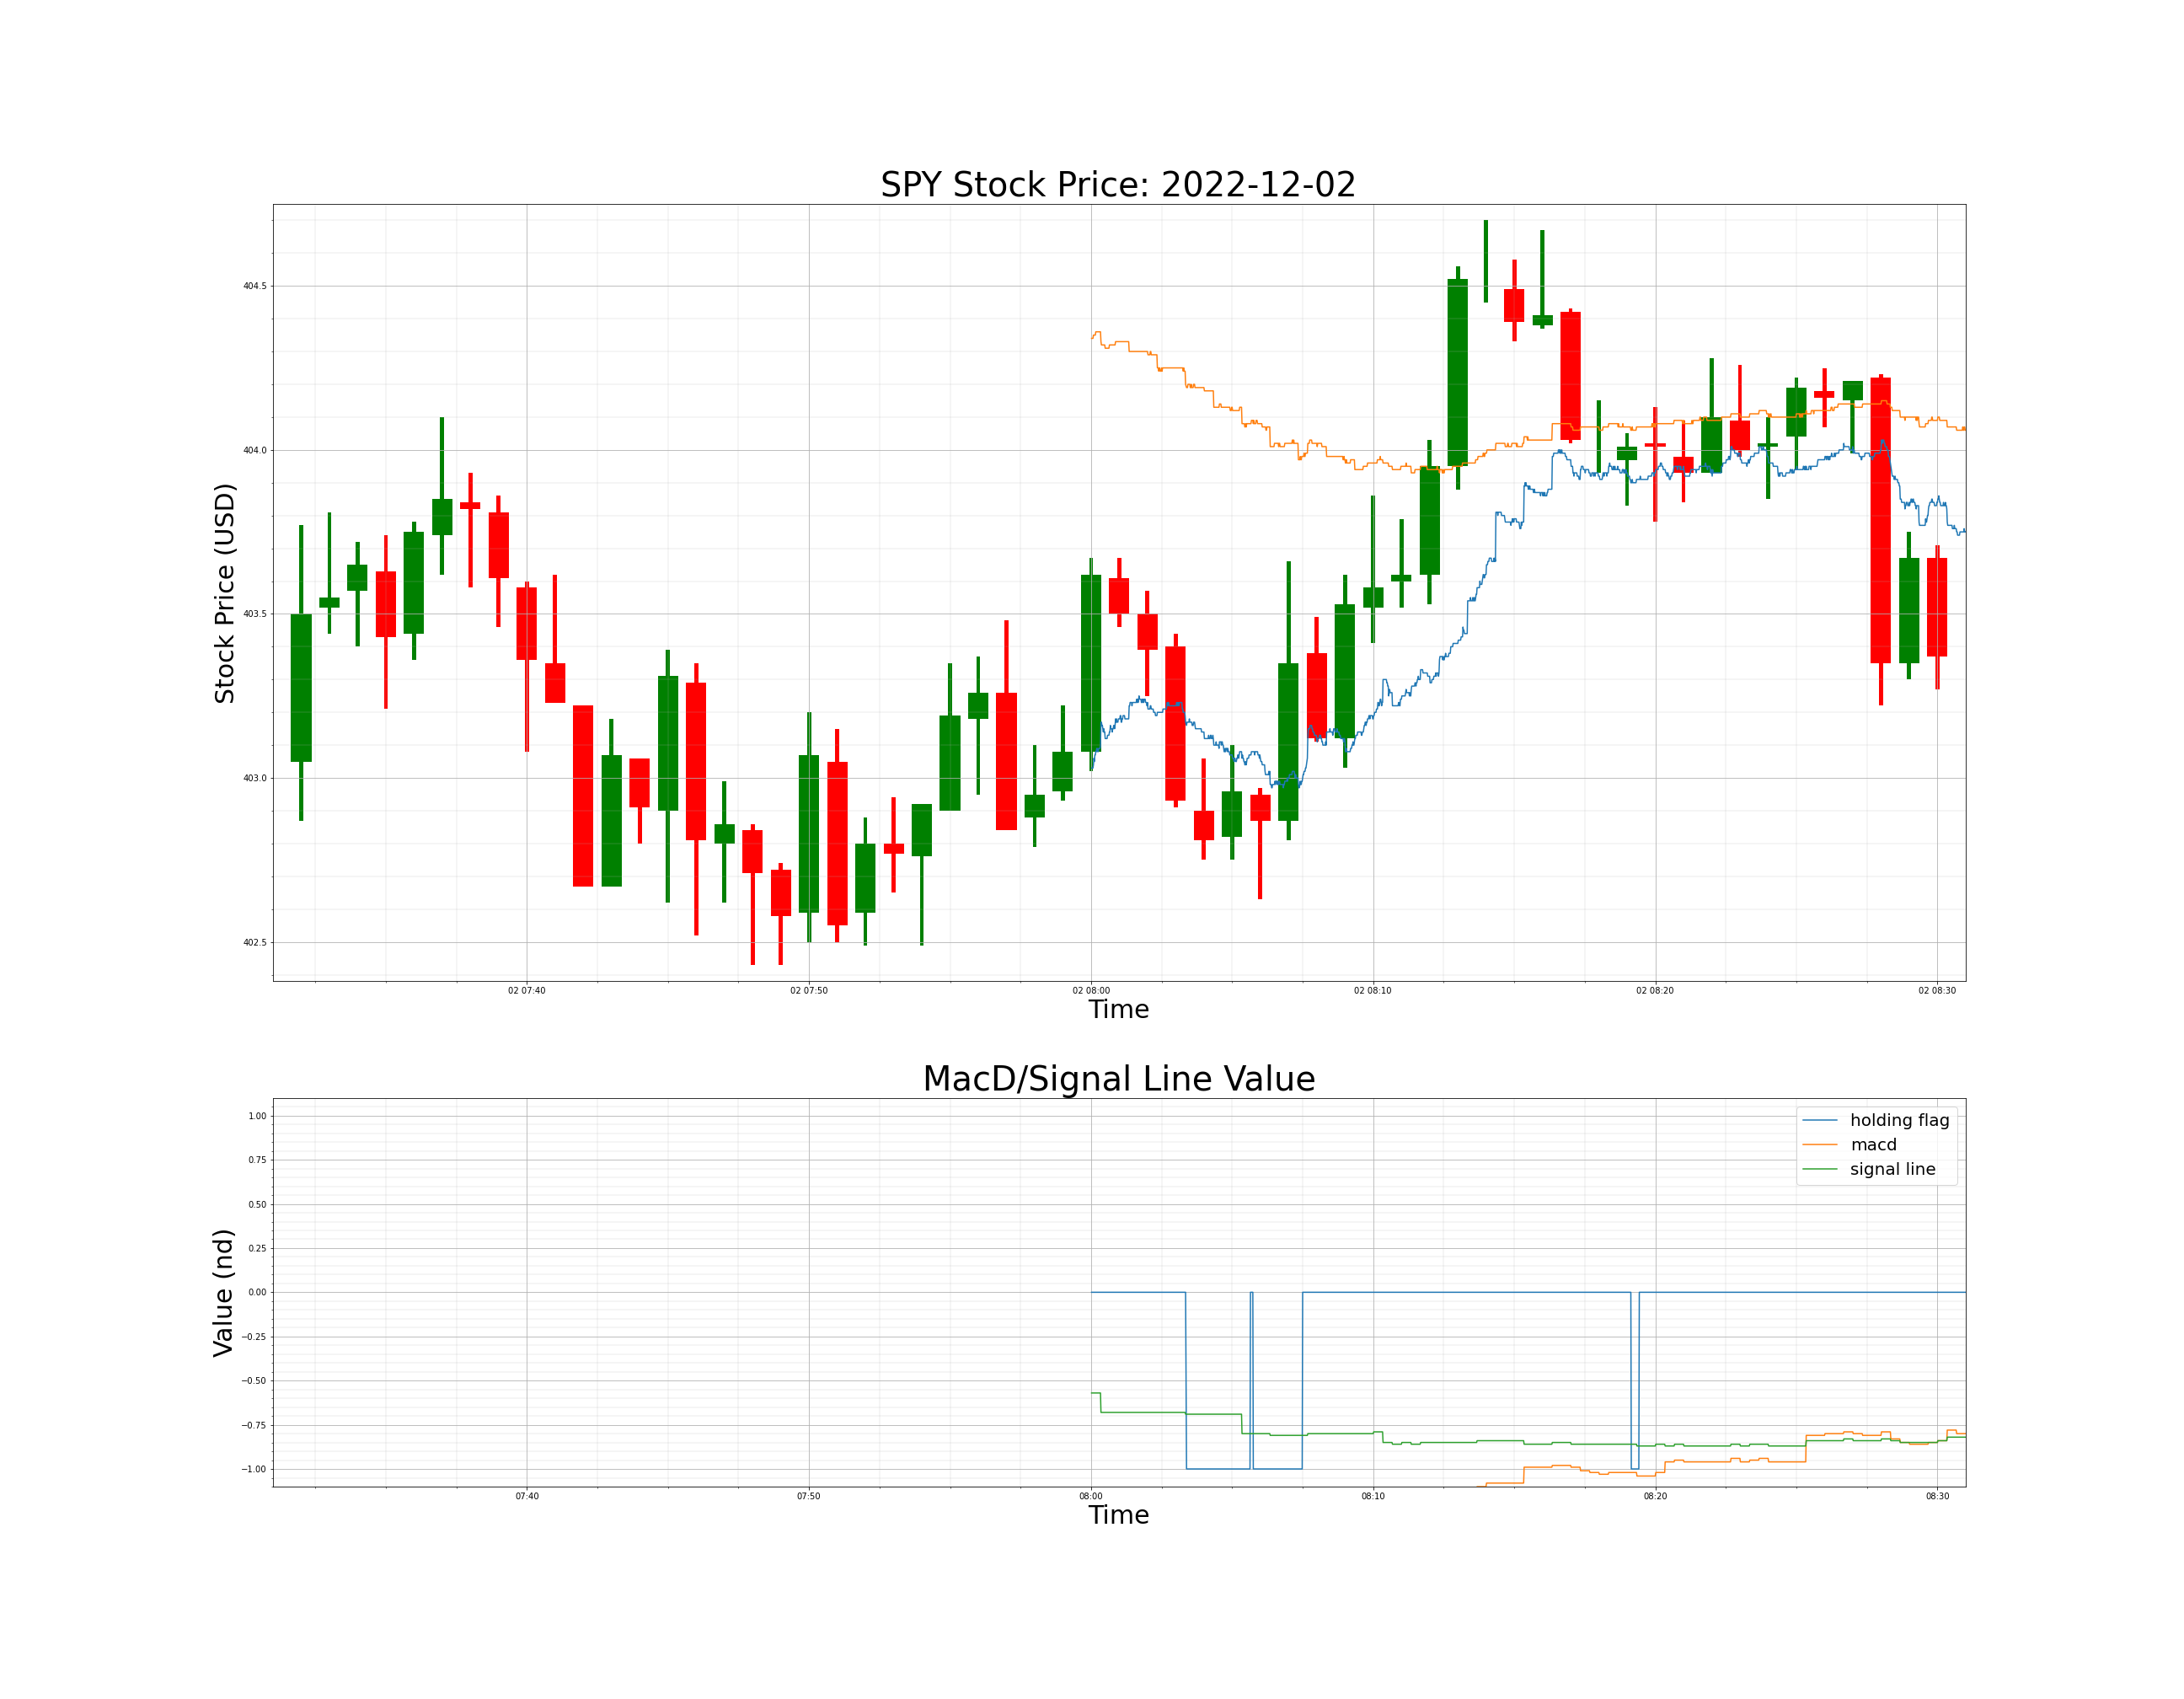 SPY Stock Price: 2022-12-02
Stock Price (USD)
404.5
404.0
403.5
403.0
402.5
02 07:40 02 07:50 02 08:00 02 08:10 02 08:20 02 08:30
Time
MacD/Signal Line Value
Value (nd)
1.00
0.75
0.50
0.25
0.00
−0.25
−0.50
−0.75
−1.00
holding flag
macd
signal line
07:40 07:50 08:00 08:10 08:20 08:30
Time